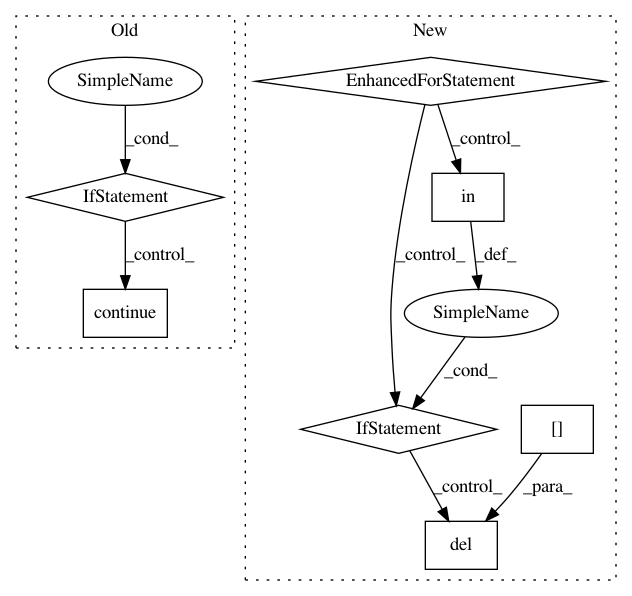 Old
SimpleName
_cond_
IfStatement
_control_
continue
New
EnhancedForStatement
_control_
in
_control_
_def_
SimpleName
_cond_
IfStatement
[]
_control_
_para_
del